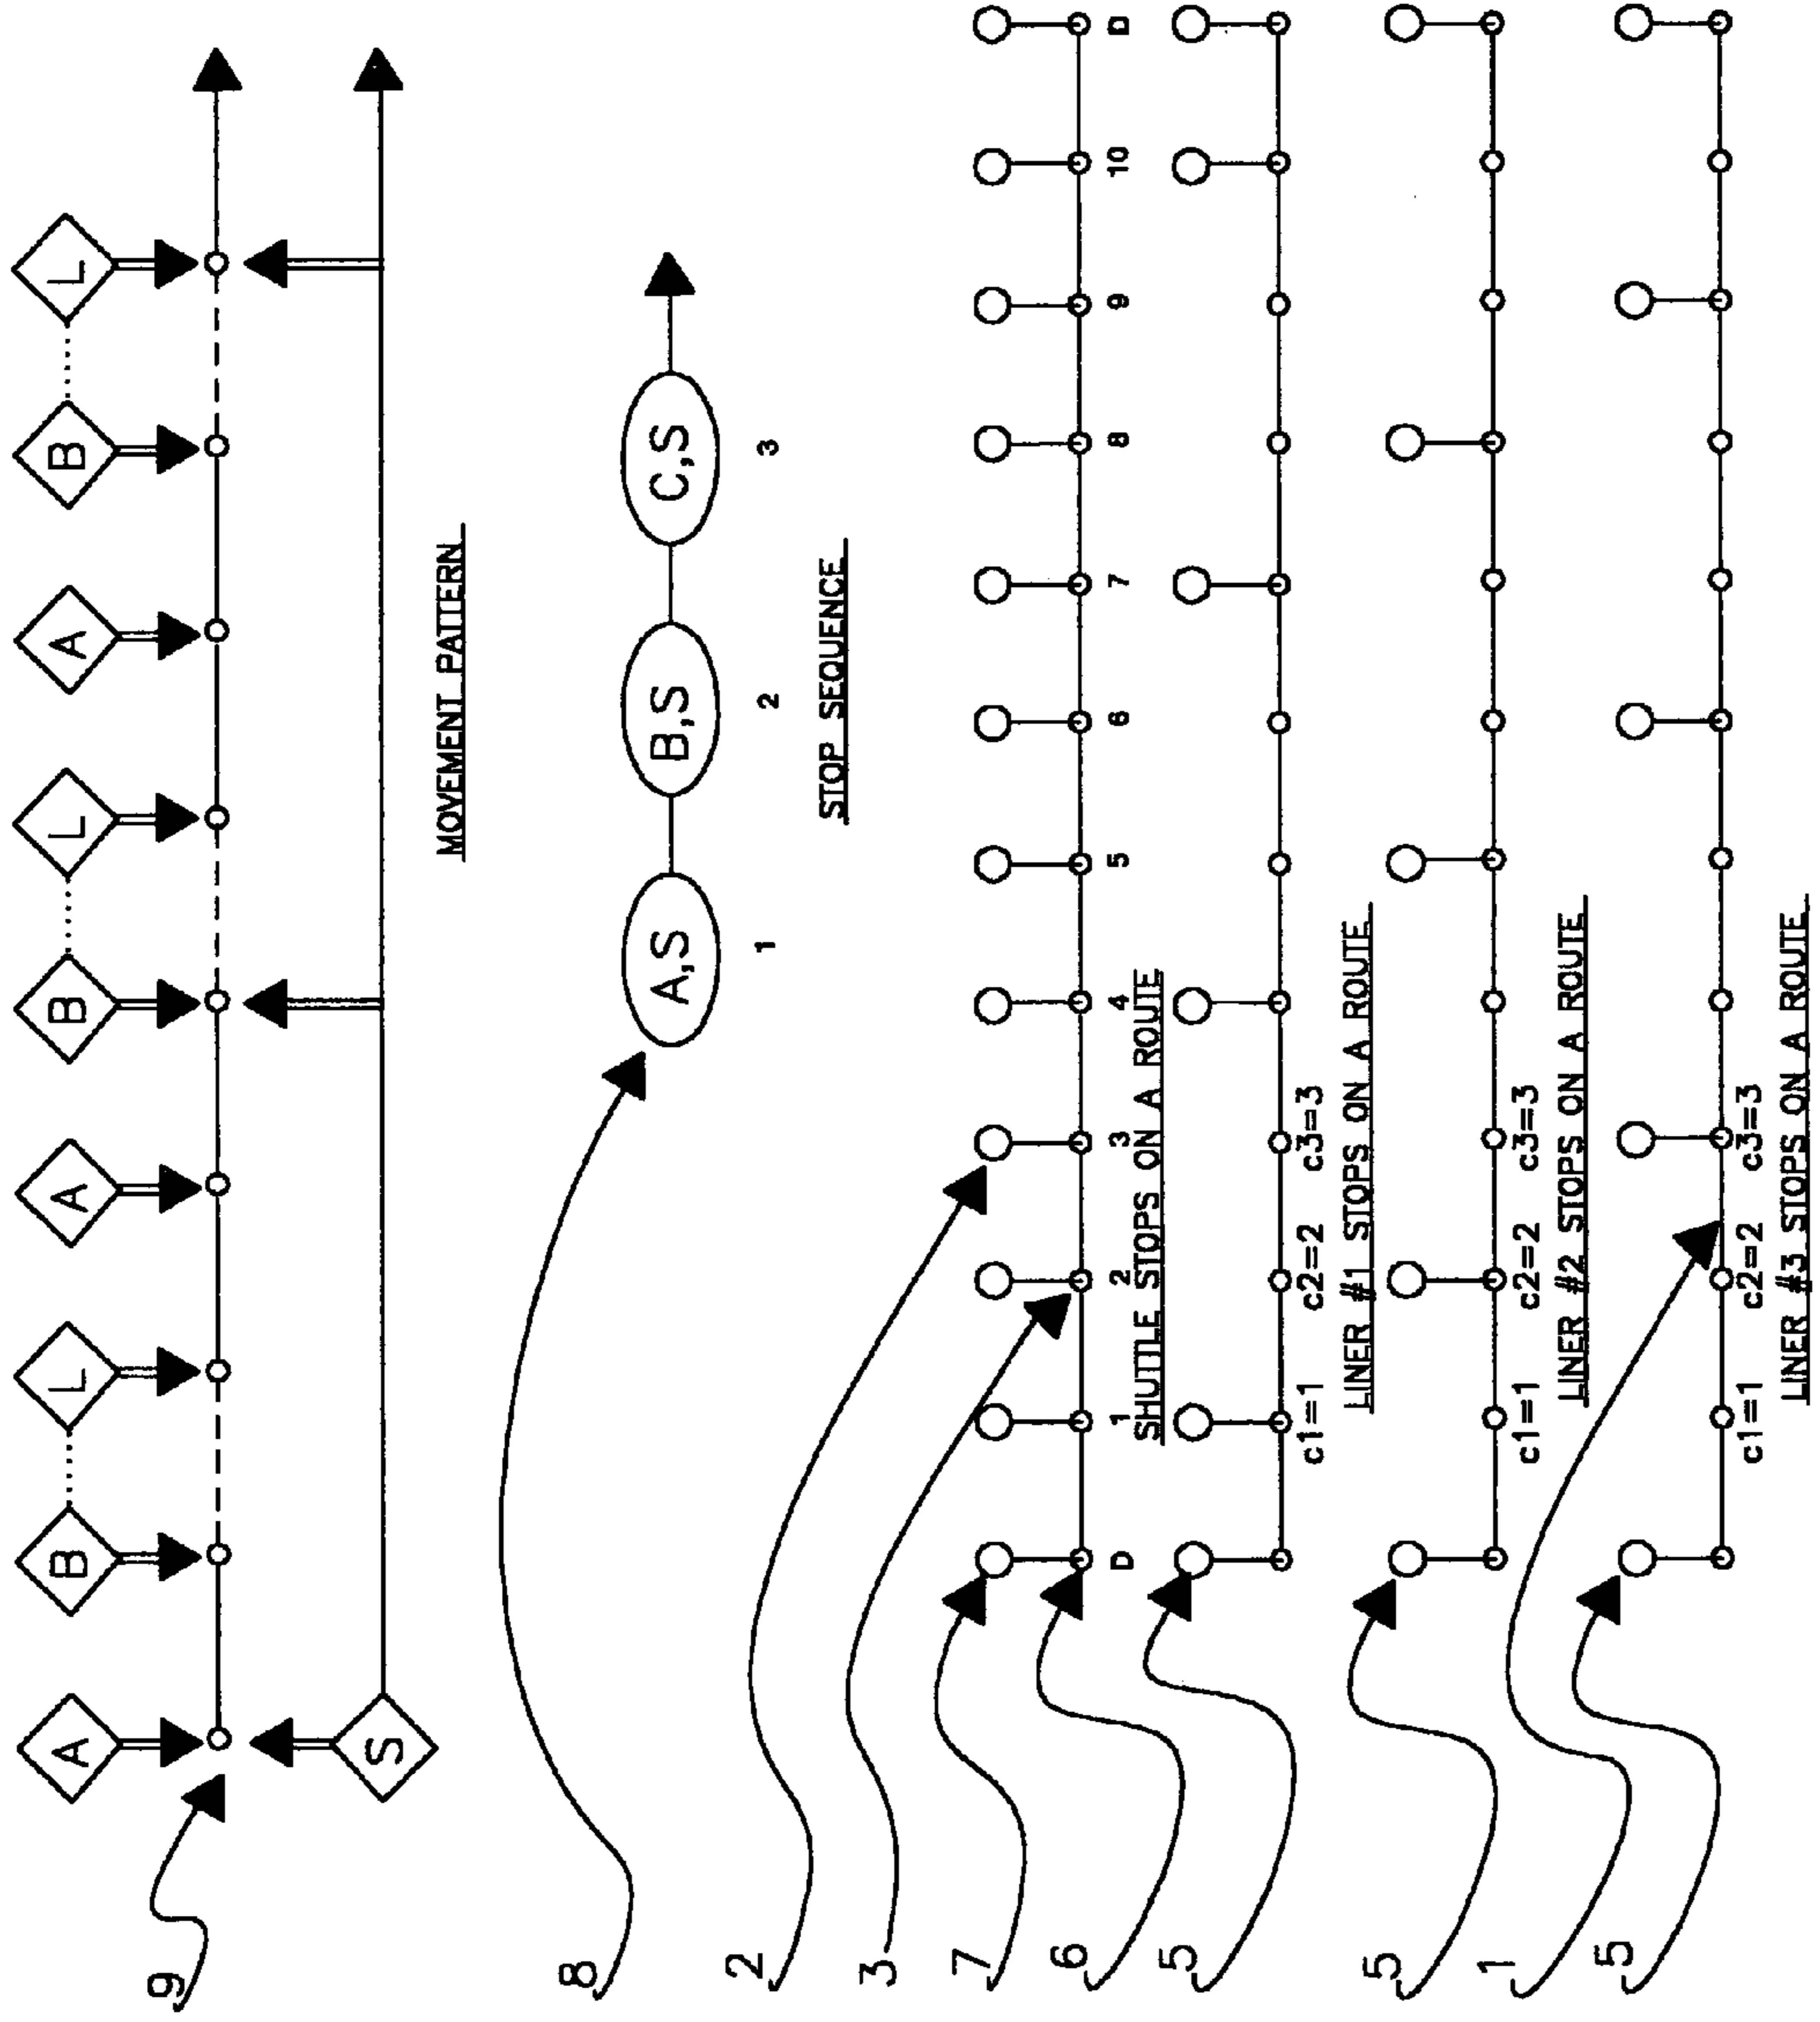 A B L A B L A B L
S
9
MOVEMENT PATTERN
A,S B,S C,S
1 2 3
8
STOP SEQUENCE
2
3
7
6
D 1 2 3 4 5 6 7 8 9 10 D
SHUTTLE STOPS ON A ROUTE
5
c1=1 c2=2 c3=3
LINER #1 STOPS ON A ROUTE
5
c1=1 c2=2 c3=3
LINER #2 STOPS ON A ROUTE
1
5
c1=1 c2=2 c3=3
LINER #3 STOPS ON A ROUTE